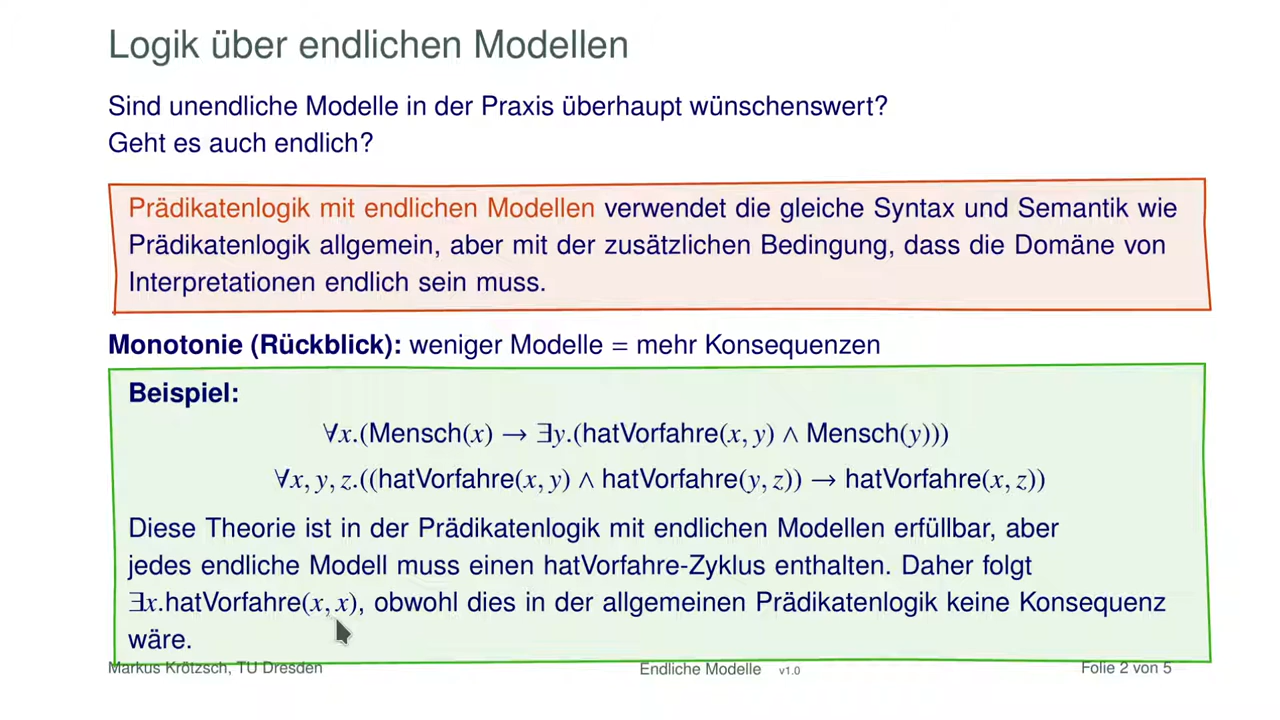 Logik über endlichen Modellen
Sind unendliche Modelle in der Praxis überhaupt wünschenswert?
Geht es auch endlich?
Prädikatenlogik mit endlichen Modellen verwendet die gleiche Syntax und Semantik wie
Prädikatenlogik allgemein, aber mit der zusätzlichen Bedingung, dass die Domäne von
Interpretationen endlich sein muss.
Monotonie (Rückblick): weniger Modelle = mehr Konsequenzen
Beispiel:
∀x.(Mensch(x) → ∃y.(hatVorfahre(x, y) ∧ Mensch(y)))
∀x, y, z.((hatVorfahre(x, y) ∧ hatVorfahre(y, z)) → hatVorfahre(x, z))
Diese Theorie ist in der Prädikatenlogik mit endlichen Modellen erfüllbar, aber
jedes endliche Modell muss einen hatVorfahre-Zyklus enthalten. Daher folgt
∃x.hatVorfahre(x, x), obwohl dies in der allgemeinen Prädikatenlogik keine Konsequenz
wäre.
Markus Krötzsch, TU Dresden Endliche Modelle v1.0 Folie 2 von 5